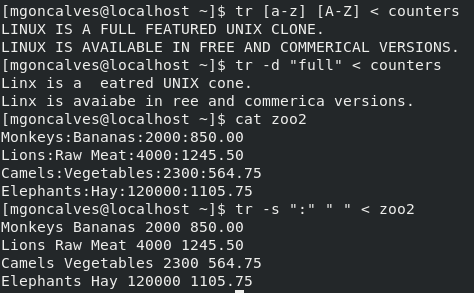 [mgoncalves@localhost ~]$ tr [a-z] [A-Z] < counters
LINUX IS A FULL FEATURED UNIX CLONE.
LINUX IS AVAILABLE IN FREE AND COMMERICAL VERSIONS.
[mgoncalves@localhost ~]$ tr -d "full" < counters
Linx is a  eatred UNIX cone.
Linx is avaiabe in ree and commerica versions.
[mgoncalves@localhost ~]$ cat zoo2
Monkeys:Bananas:2000:850.00
Lions:Raw Meat:4000:1245.50
Camels:Vegetables:2300:564.75
Elephants:Hay:120000:1105.75
[mgoncalves@localhost ~]$ tr -s ":" " " < zoo2
Monkeys Bananas 2000 850.00
Lions Raw Meat 4000 1245.50
Camels Vegetables 2300 564.75
Elephants Hay 120000 1105.75